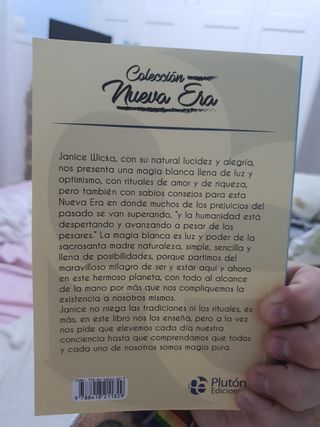 Colección
Nueva Era
Janice Wicka, con su natural lucidez y alegría,
nos presenta una magia blanca llena de luz y
optimismo, con rituales de amor y de riqueza,
pero también con sabios consejos para esta
Nueva Era en donde muchos de los prejuicios del
pasado se van superando, "y la humanidad está
despertando y avanzando a pesar de los
pesares." La magia blanca es luz y poder de la
sacrosanta madre naturaleza, simple, sencilla y
llena de posibilidades, porque partimos del
maravilloso milagro de ser y estar aquí y ahora
en este hermoso planeta, con todo al alcance
de la mano por más que nos compliquemos la
existencia a nosotros mismos.
Janice no niega las tradiciones ni los rituales, es
más, en este libro nos los enseña, pero a la vez
nos pide que elevemos cada día nuestra
conciencia hasta que comprendamos que todos
y cada uno de nosotros somos magia pura.
9 788418 211829
Plutón
Ediciones